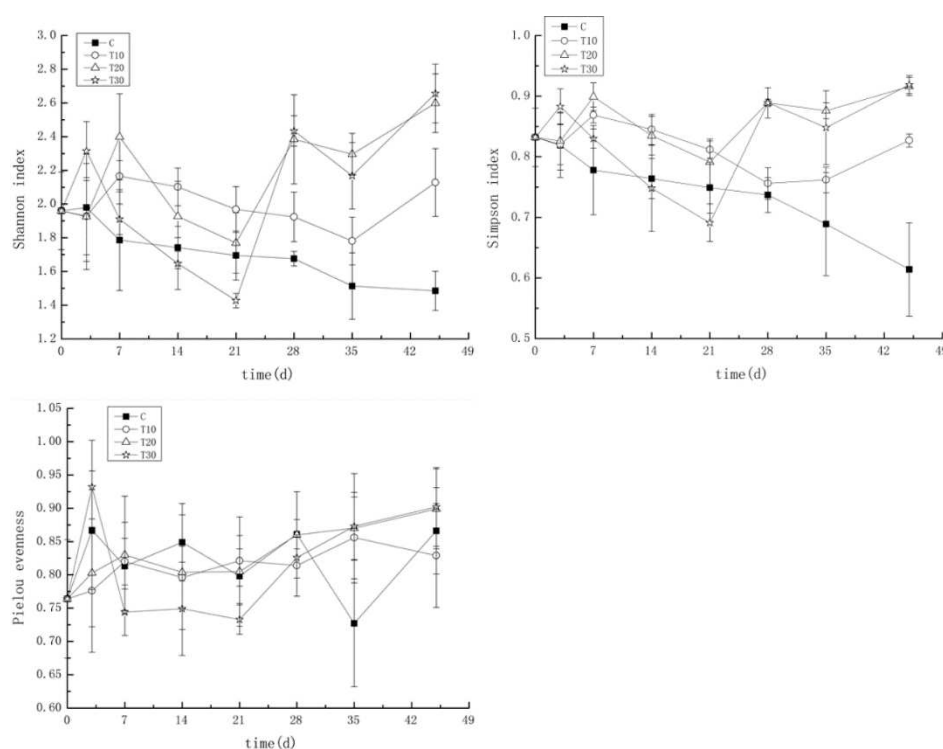 3.0
2.8
2.6
2.4
2.2
2.0
1.8
1.6
1.4
1.2
Shannon index
C
T10
T20
T30
0 7 14 21 28 35 42 49
time(d)
1.0
0.9
0.8
0.7
0.6
0.5
Simpson index
C
T10
T20
T30
0 7 14 21 28 35 42 49
time(d)
1.05
1.00
0.95
0.90
0.85
0.80
0.75
0.70
0.65
0.60
Pielou evenness
C
T10
T20
T30
0 7 14 21 28 35 42 49
time(d)